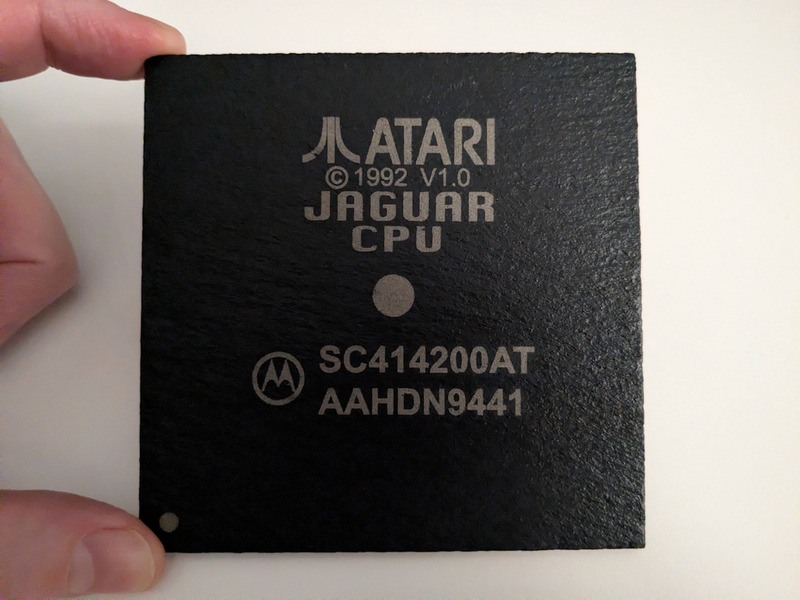 ATARI
© 1992 V1.0
JAGUAR
CPU
SC414200AT
AAHDN9441